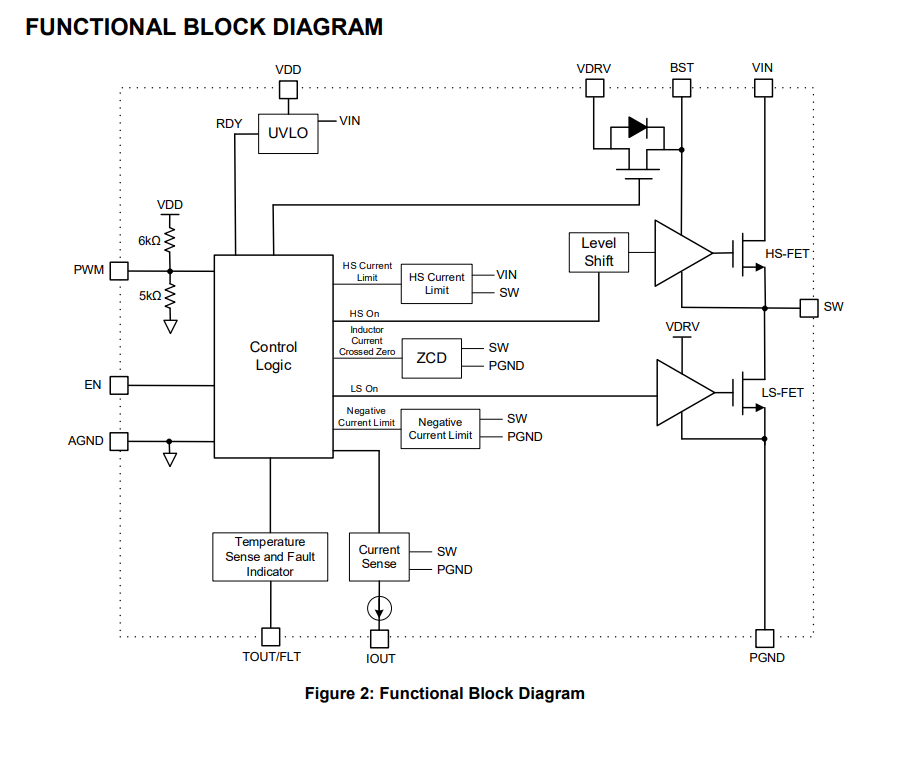 FUNCTIONAL BLOCK DIAGRAM
VDD
VDRV
BST
VIN
RDY
UVLO
VIN
VDD
6kΩ
PWM
5kΩ
Level
Shift
HS-FET
HS Current
Limit
HS Current
Limit
VIN
SW
HS On
SW
Inductor
Current
Crossed Zero
Control
Logic
ZCD
SW
PGND
VDRV
EN
LS On
LS-FET
Negative
Current Limit
Negative
Current Limit
SW
PGND
AGND
Temperature
Sense and Fault
Indicator
Current
Sense
SW
PGND
TOUT/FLT
IOUT
PGND
Figure 2: Functional Block Diagram